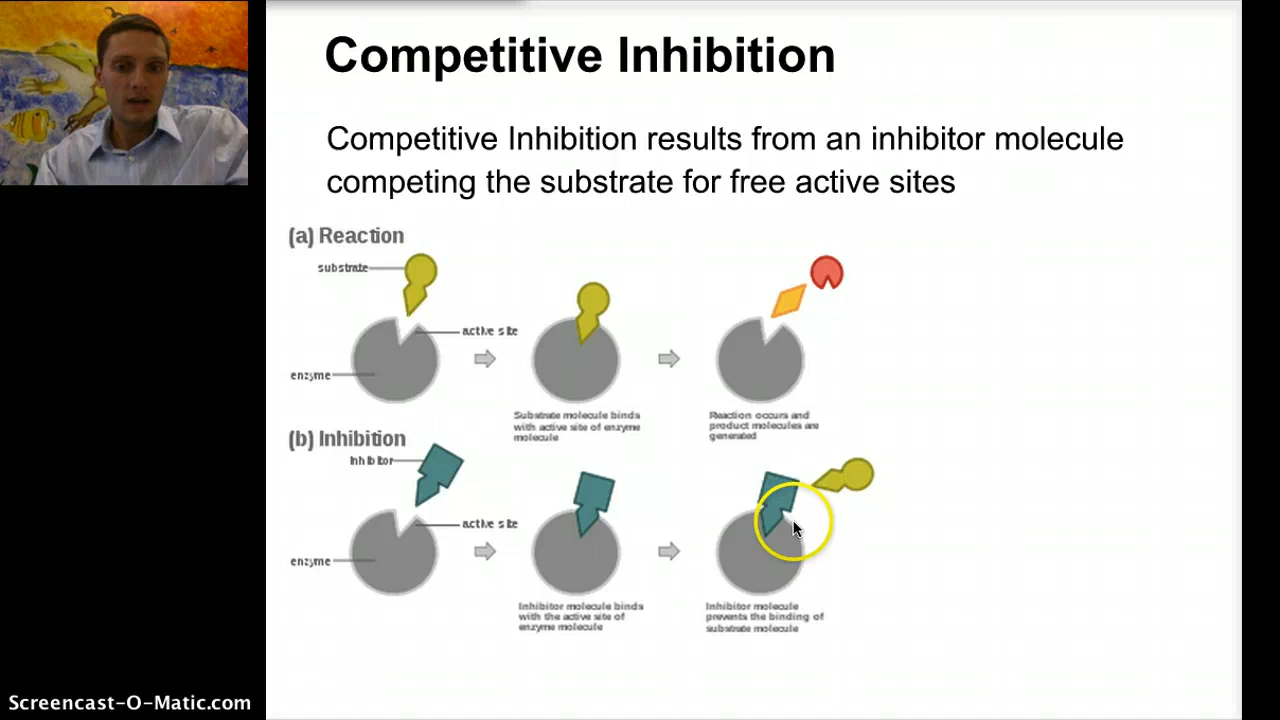 Competitive Inhibition
Competitive Inhibition results from an inhibitor molecule
competing the substrate for free active sites
(a) Reaction
substrate
active site
enzyme
Substrate molecule binds
with active site of enzyme
molecule
Reaction occurs and
product molecules are
generated
(b) Inhibition
Inhibitor
active site
enzyme
Inhibitor molecule binds
with the active site of
enzyme molecule
Inhibitor molecule
prevents the binding of
substrate molecule
Screencast-O-Matic.com